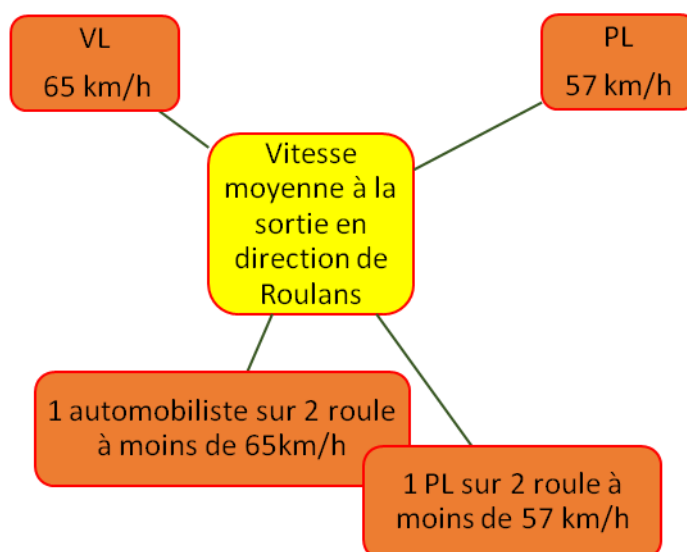 VL
65 km/h
PL
57 km/h
Vitesse
moyenne à la
sortie en
direction de
Roulans
1 automobiliste sur 2 roule
à moins de 65km/h
1 PL sur 2 roule à
moins de 57 km/h